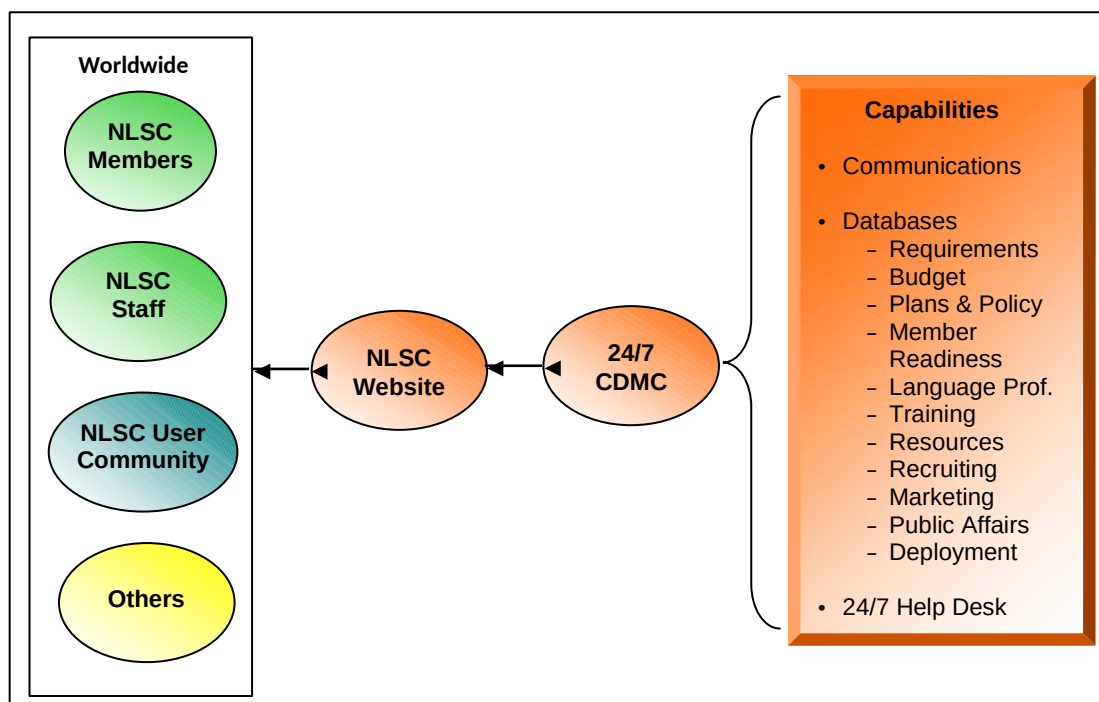 Worldwide
NLSC
Members
NLSC
Staff
NLSC User
Community
Others
NLSC
Website
24/7
CDMC
Capabilities
• Communications
• Databases
– Requirements
– Budget
– Plans & Policy
– Member
Readiness
– Language Prof.
– Training
– Resources
– Recruiting
– Marketing
– Public Affairs
– Deployment
• 24/7 Help Desk